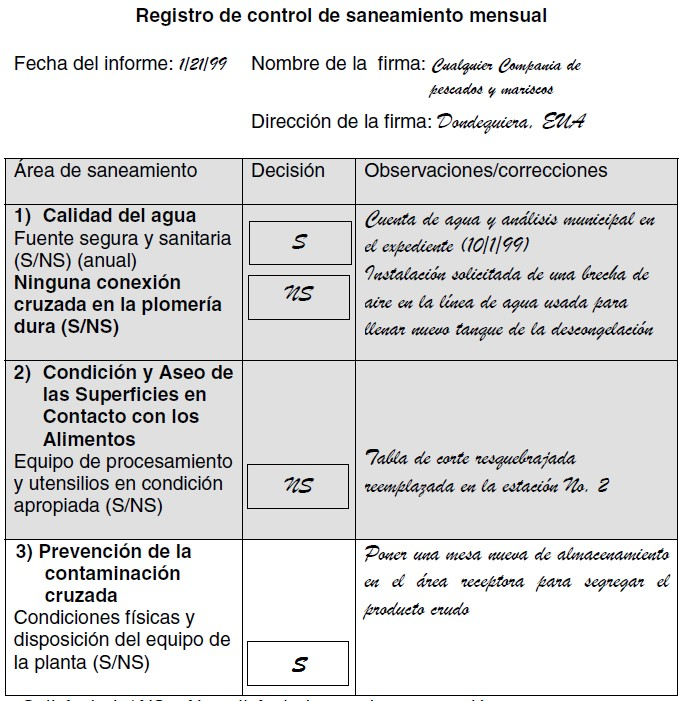 Registro de control de saneamiento mensual
Fecha del informe: 1/21/99 Nombre de la firma: Cualquier Compania de
pescados y mariscos
Dirección de la firma: Dondequiera, EUA
Área de saneamiento Decisión Observaciones/correcciones
1) Calidad del agua
Fuente segura y sanitaria
(S/NS) (anual)
Ninguna conexión
cruzada en la plomería
dura (S/NS)
S
NS
Cuenta de agua y análisis municipal en
el expediente (10/1/99)
Instalación solicitada de una brecha de
aire en la línea de agua usada para
llenar nuevo tanque de la descongelación
2) Condición y Aseo de
las Superficies en
Contacto con los
Alimentos
Equipo de procesamiento
y utensilios en condición
apropiada (S/NS)
NS
Tabla de corte resquebrajada
reemplazada en la estación No. 2
3) Prevención de la
contaminación
cruzada
Condiciones físicas y
disposición del equipo de
la planta (S/NS)
S
Poner una mesa nueva de almacenamiento
en el área receptora para segregar el
producto crudo